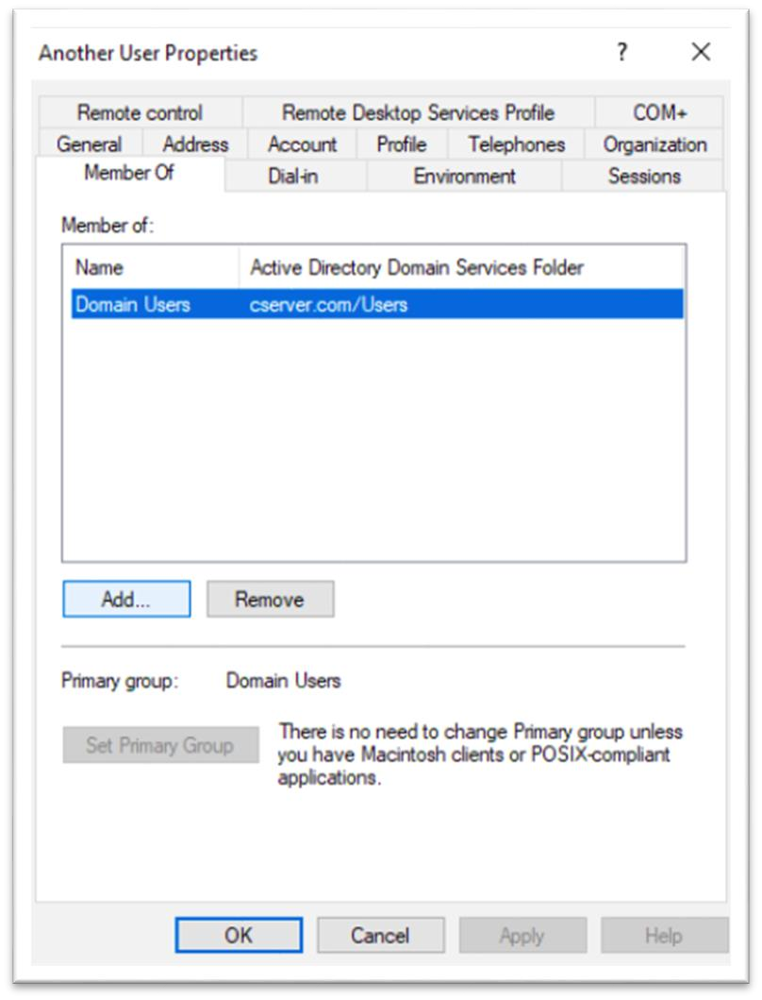 Another User Properties ? ×
Remote control Remote Desktop Services Profile COM+
General Address Account Profile Telephones Organization
Member Of Dial-in Environment Sessions
Member of:
Name Active Directory Domain Services Folder
Domain Users cserver.com/Users
Add... Remove
Primary group: Domain Users
Set Primary Group
There is no need to change Primary group unless
you have Macintosh clients or POSIX-compliant
applications.
OK Cancel Apply Help